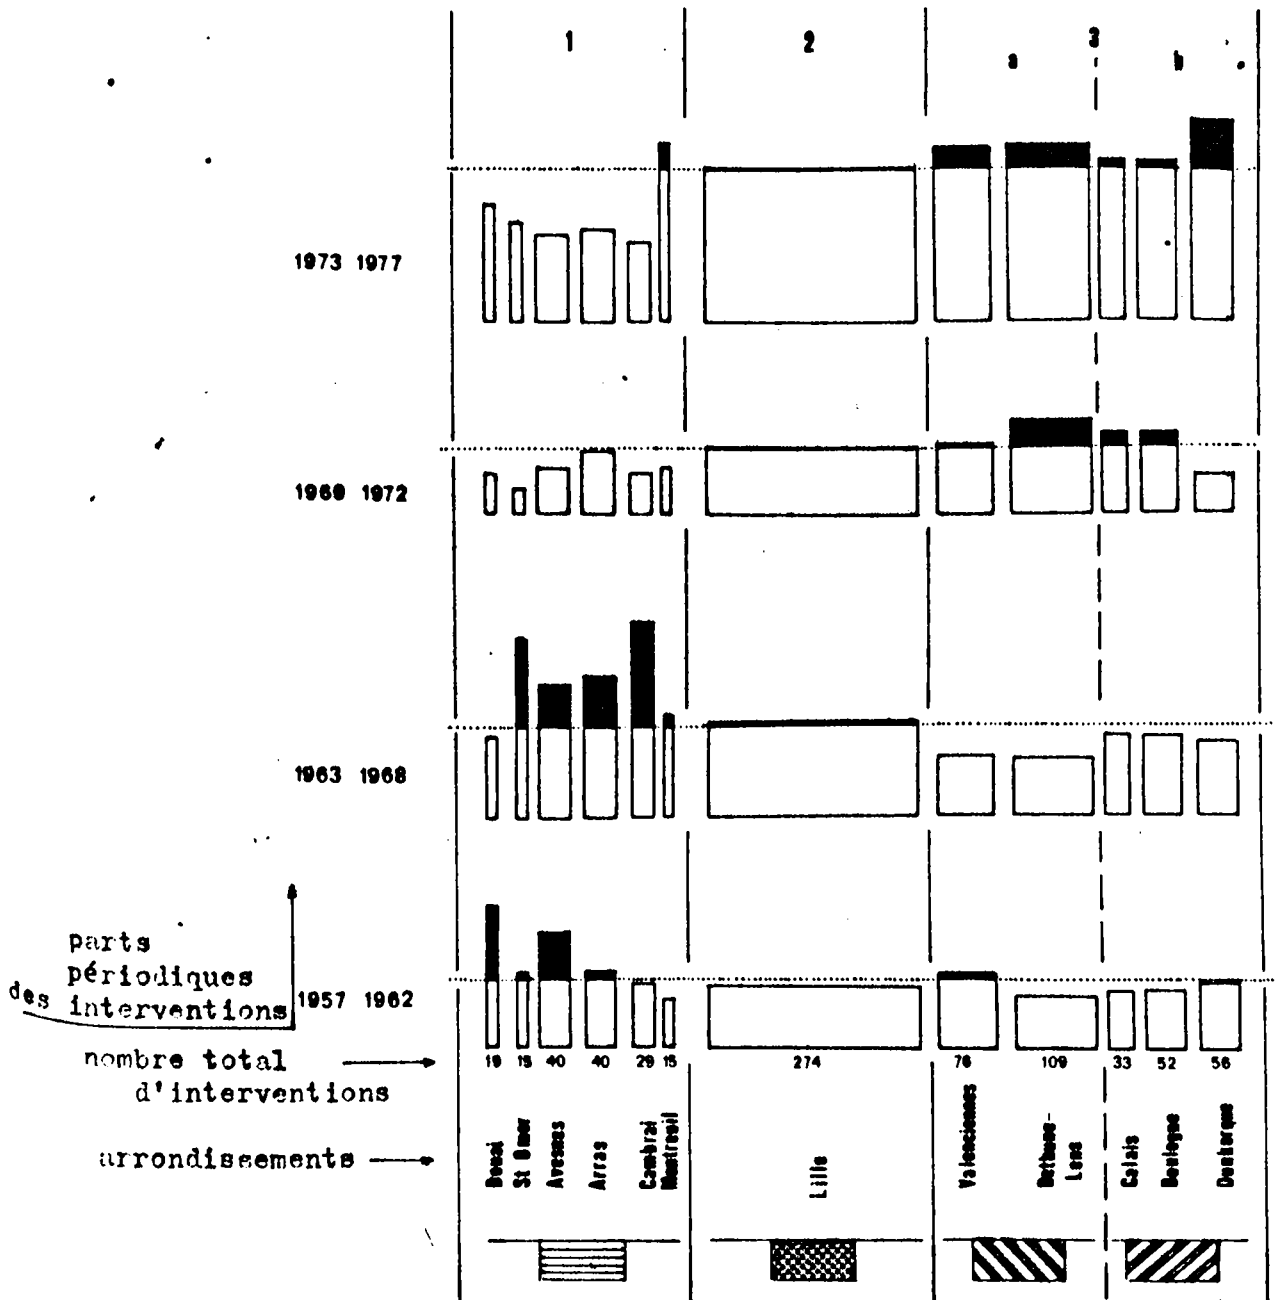 1 2 3
a b
1973 1977
1969 1972
1963 1968
parts
périodiques
des interventions 1957 1962
nombre total
d'interventions
19 15 40 40 29 15 274 76 109 33 52 56
arrondissements
Douai
St Omer
Avesnes
Arras
Cambrai
Montreuil
Lille
Valenciennes
Bethune-
Lens
Calais
Boulogne
Dunkerque